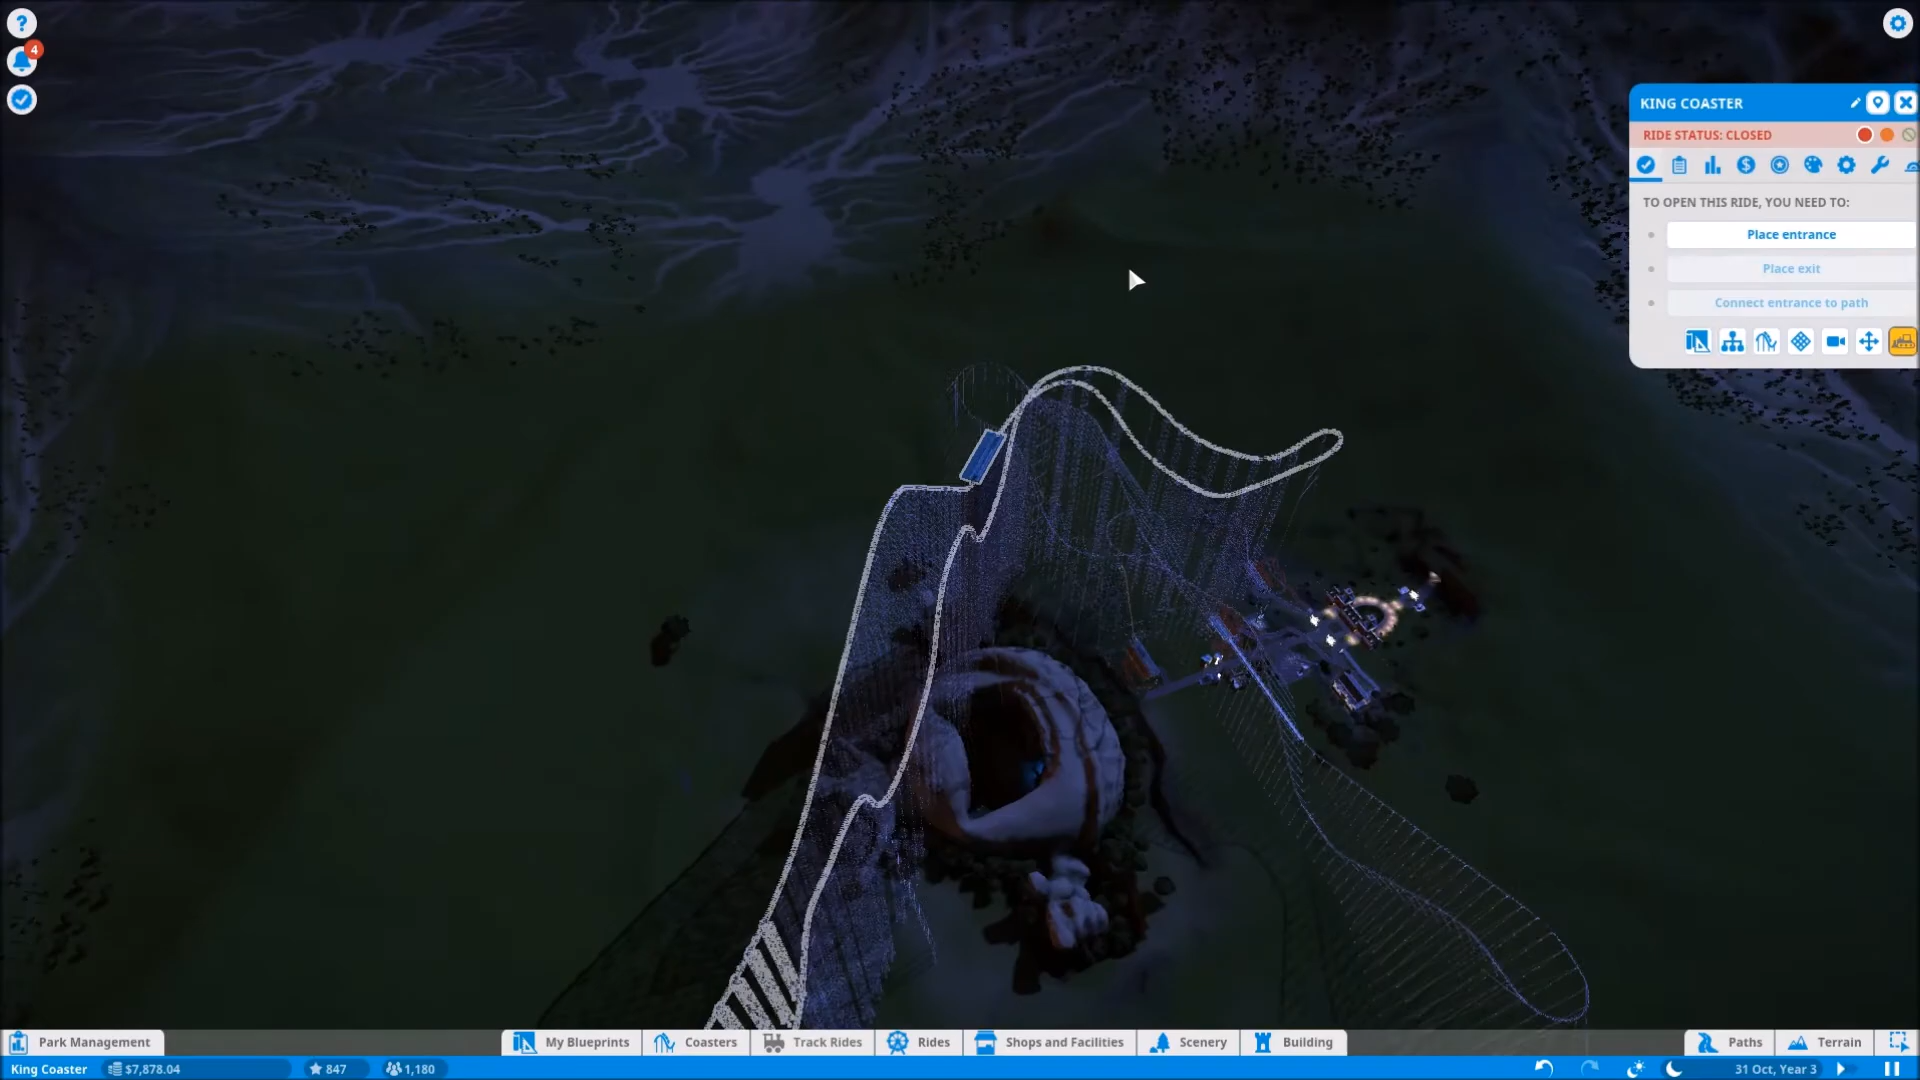 ?
4
KING COASTER
RIDE STATUS: CLOSED
TO OPEN THIS RIDE, YOU NEED TO:
Place entrance
Place exit
Connect entrance to path
Park Management
My Blueprints
Coasters
Track Rides
Rides
Shops and Facilities
Scenery
Building
Paths
Terrain
King Coaster
$7,878.04
847
1,180
31 Oct, Year 3